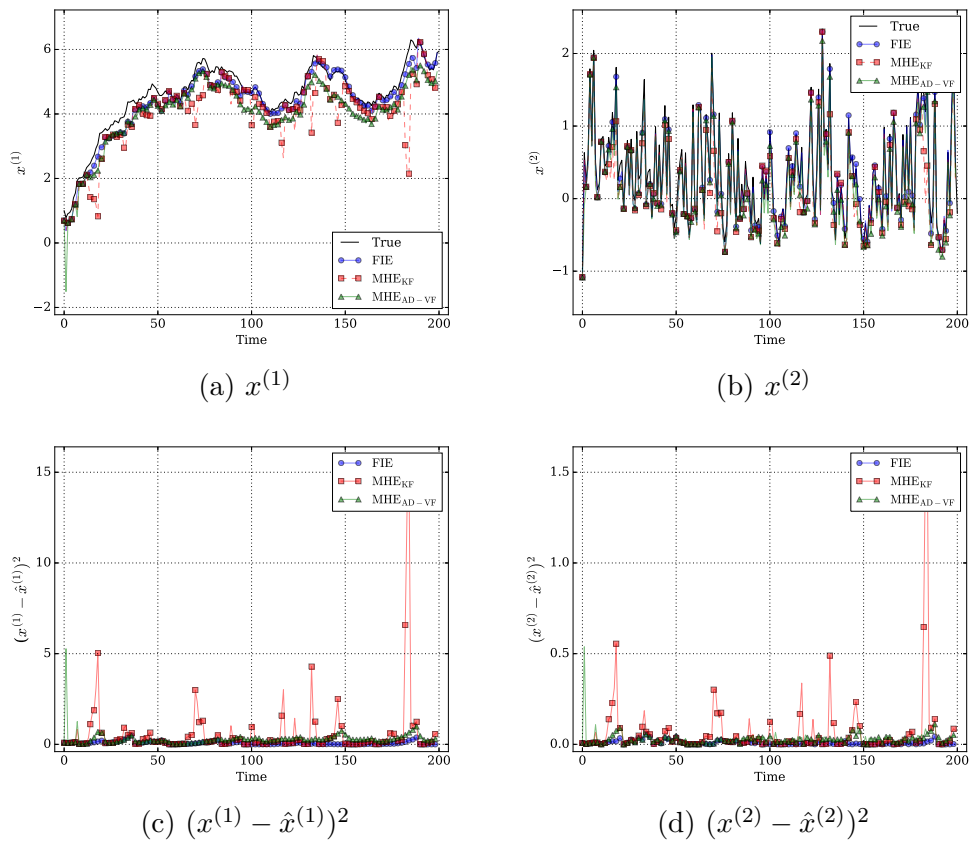 6
4
2
0
−2
x^(1)
0
50
100
150
200
Time
True
FIE
MHE_KF
MHE_AD−VF
(a) x^(1)
2
1
0
−1
x^(2)
0
50
100
150
200
Time
True
FIE
MHE_KF
MHE_AD−VF
(b) x^(2)
15
10
5
0
(x^(1) − x̂^(1))^2
0
50
100
150
200
Time
FIE
MHE_KF
MHE_AD−VF
(c) (x^(1) − x̂^(1))^2
1.5
1.0
0.5
0.0
(x^(2) − x̂^(2))^2
0
50
100
150
200
Time
FIE
MHE_KF
MHE_AD−VF
(d) (x^(2) − x̂^(2))^2